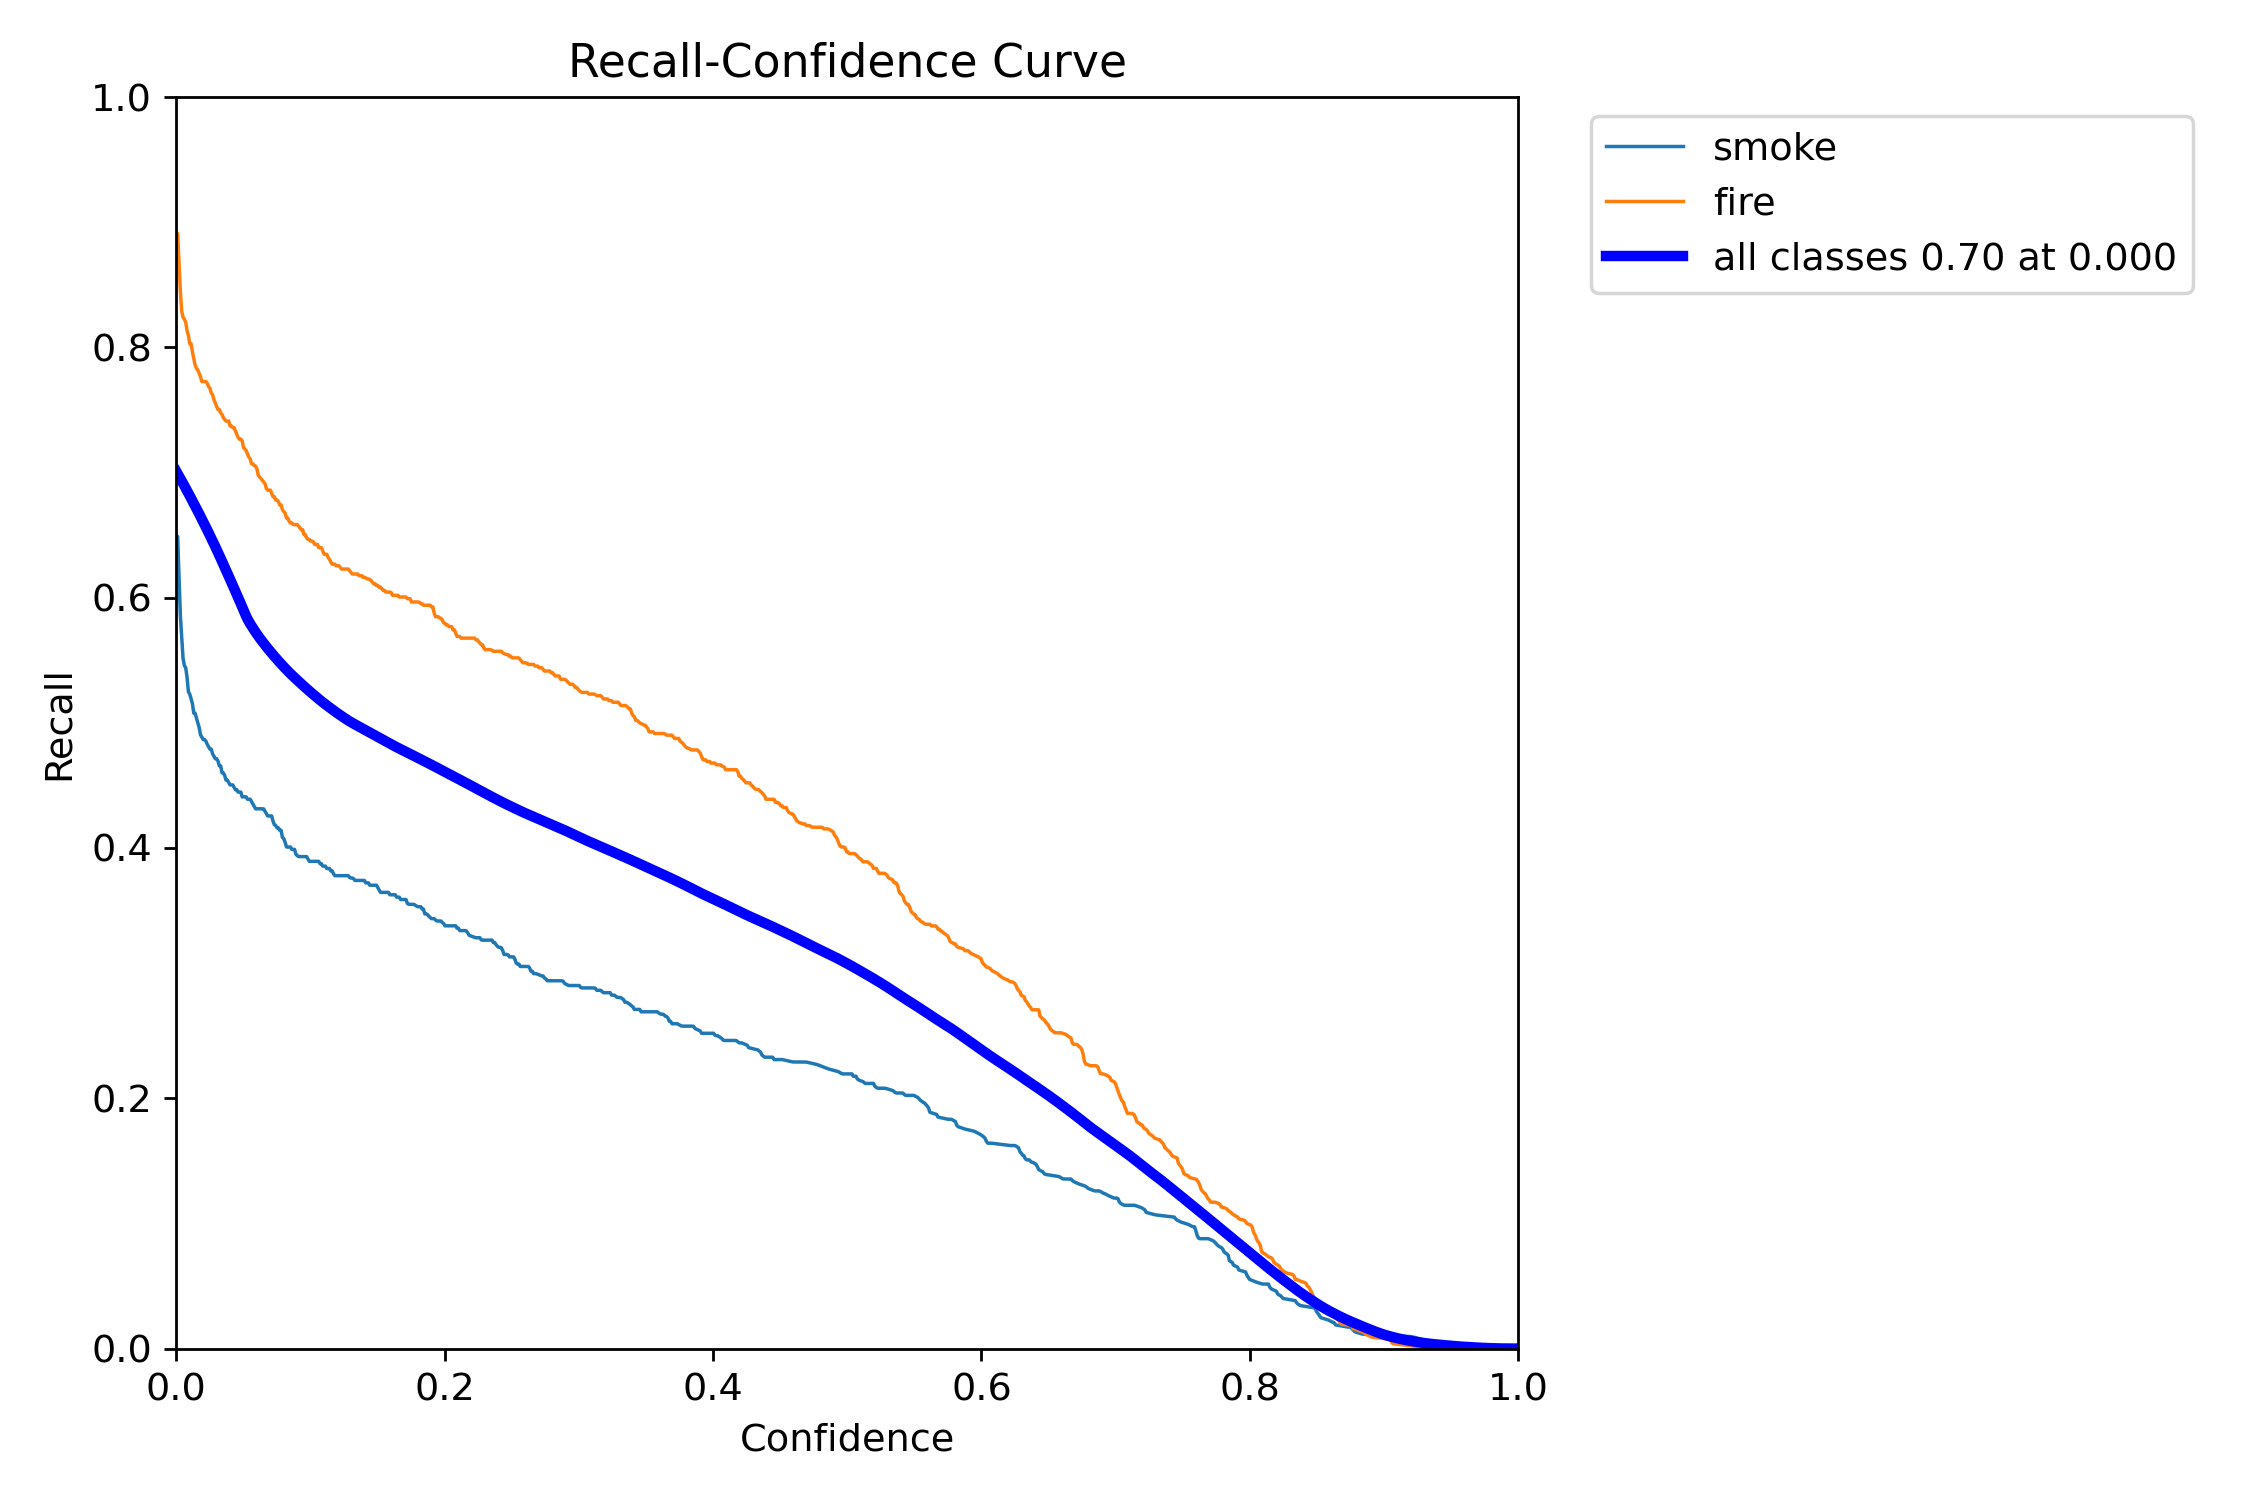 Recall-Confidence Curve
1.0
0.8
0.6
0.4
0.2
0.0
Recall
0.0 0.2 0.4 0.6 0.8 1.0
Confidence
smoke
fire
all classes 0.70 at 0.000